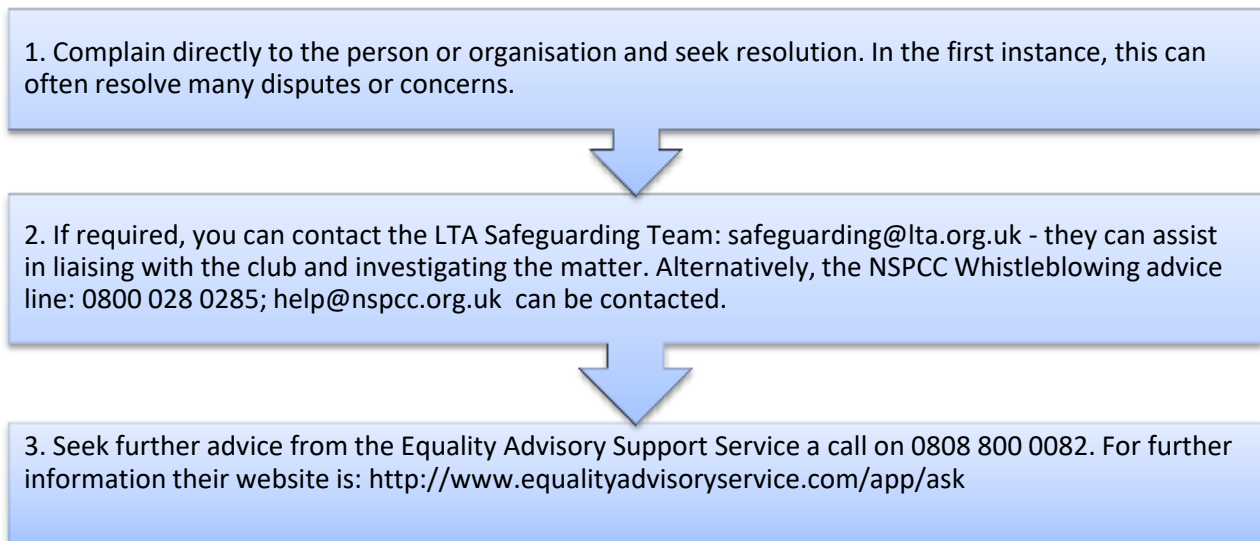 1. Complain directly to the person or organisation and seek resolution. In the first instance, this can
often resolve many disputes or concerns.
2. If required, you can contact the LTA Safeguarding Team: safeguarding@lta.org.uk - they can assist
in liaising with the club and investigating the matter. Alternatively, the NSPCC Whistleblowing advice
line: 0800 028 0285; help@nspcc.org.uk  can be contacted.
3. Seek further advice from the Equality Advisory Support Service a call on 0808 800 0082. For further
information their website is: http://www.equalityadvisoryservice.com/app/ask